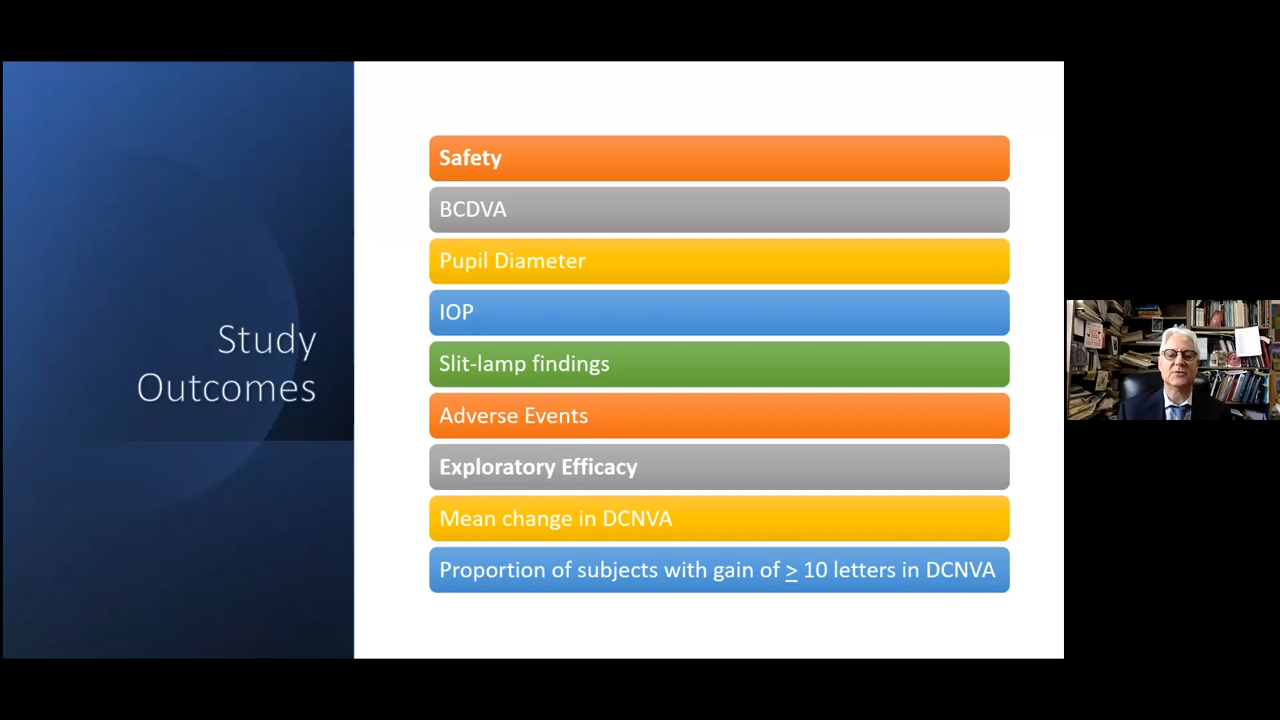 Study
Outcomes
Safety
BCDVA
Pupil Diameter
IOP
Slit-lamp findings
Adverse Events
Exploratory Efficacy
Mean change in DCNVA
Proportion of subjects with gain of ≥ 10 letters in DCNVA